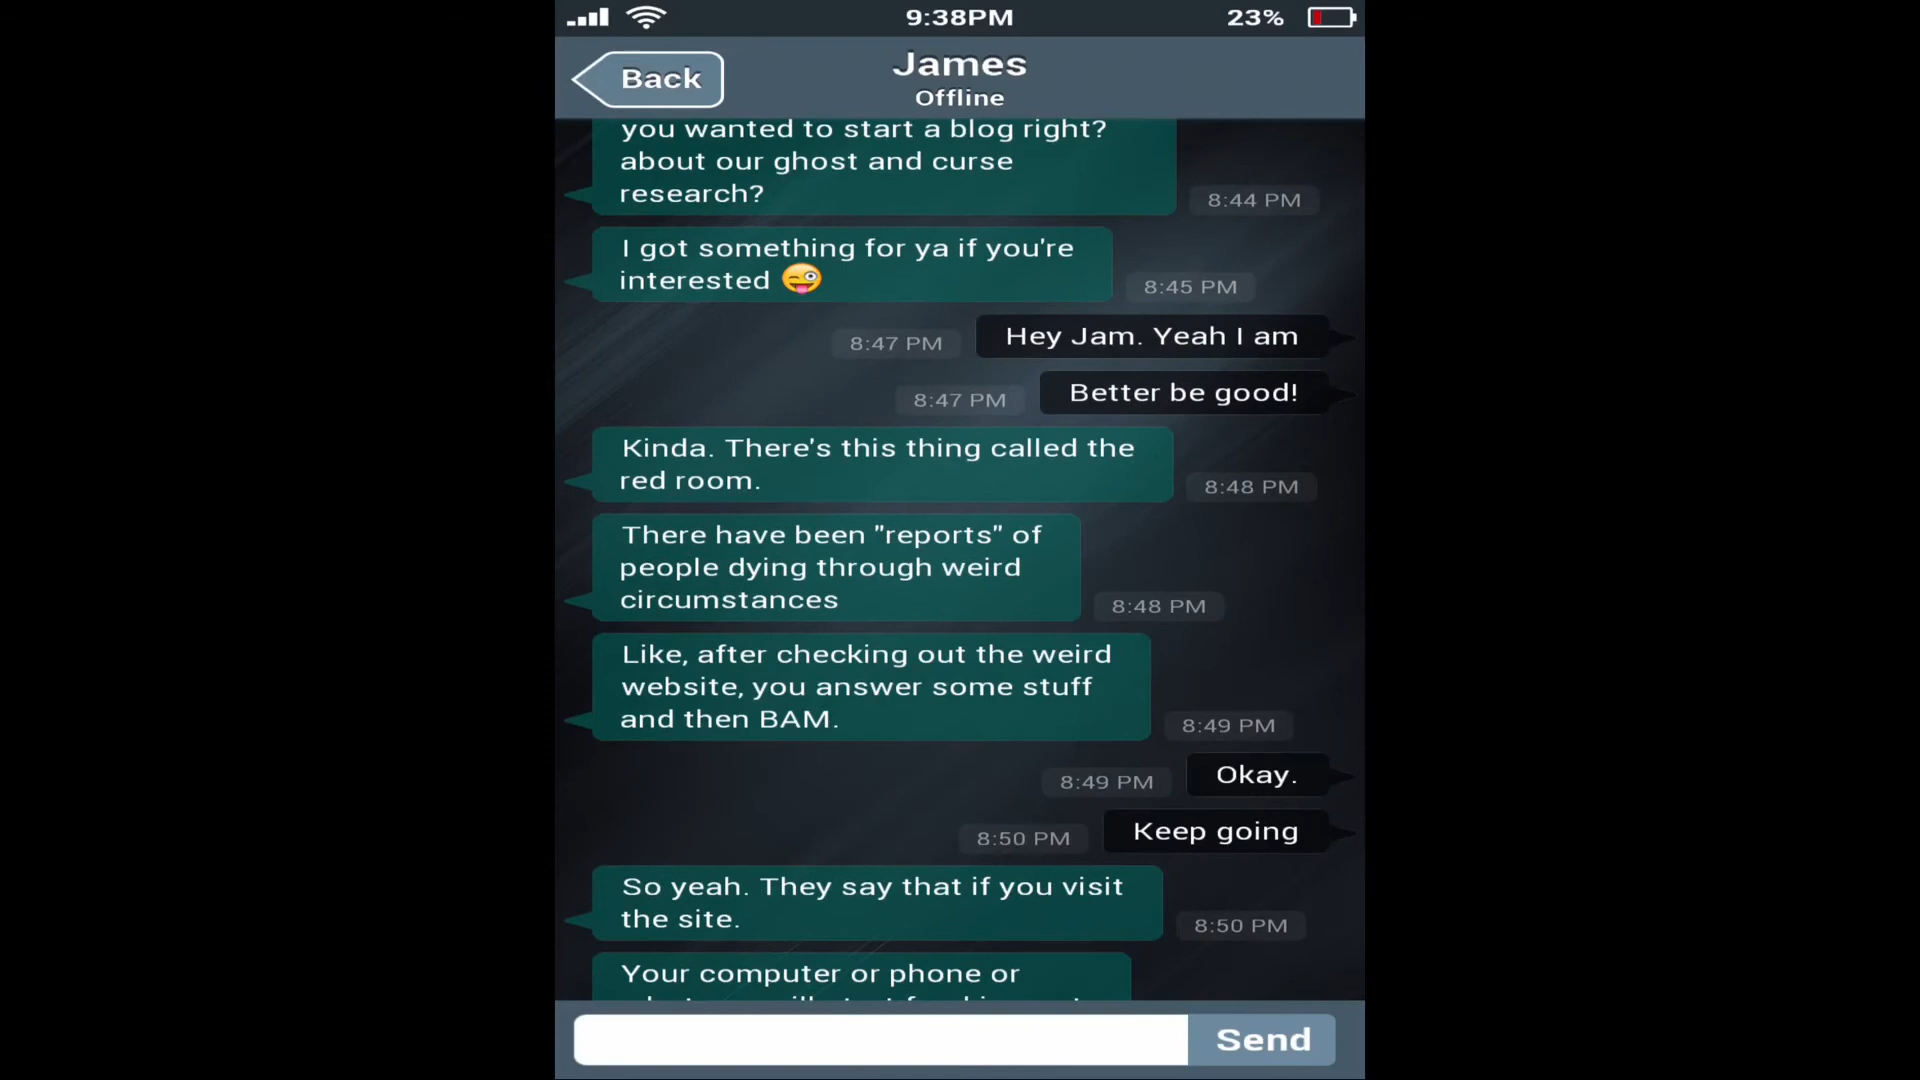 9:38PM
23%
Back
James
Offline
you wanted to start a blog right?
about our ghost and curse
research?
8:44 PM
I got something for ya if you're
interested 😜
8:45 PM
8:47 PM
Hey Jam. Yeah I am
8:47 PM
Better be good!
Kinda. There's this thing called the
red room.
8:48 PM
There have been "reports" of
people dying through weird
circumstances
8:48 PM
Like, after checking out the weird
website, you answer some stuff
and then BAM.
8:49 PM
8:49 PM
Okay.
8:50 PM
Keep going
So yeah. They say that if you visit
the site.
8:50 PM
Your computer or phone or
Send